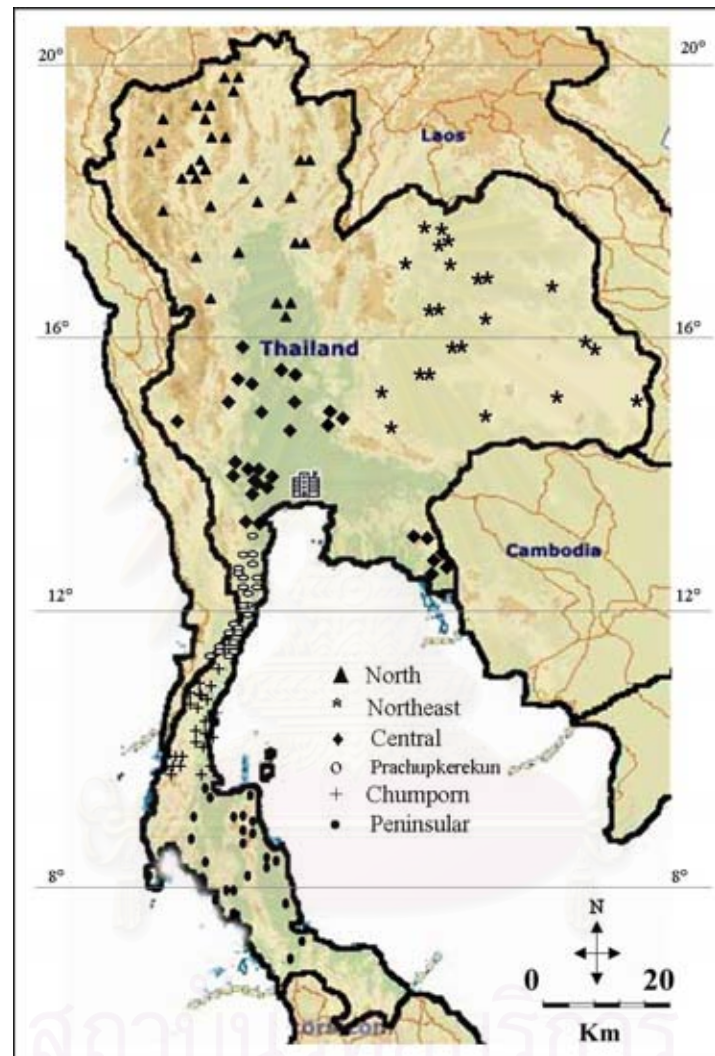 20°
20°
Laos
16°
16°
Thailand
Cambodia
12°
12°
North
Northeast
Central
Prachupkerekun
Chumporn
Peninsular
8°
8°
N
0 20
Km